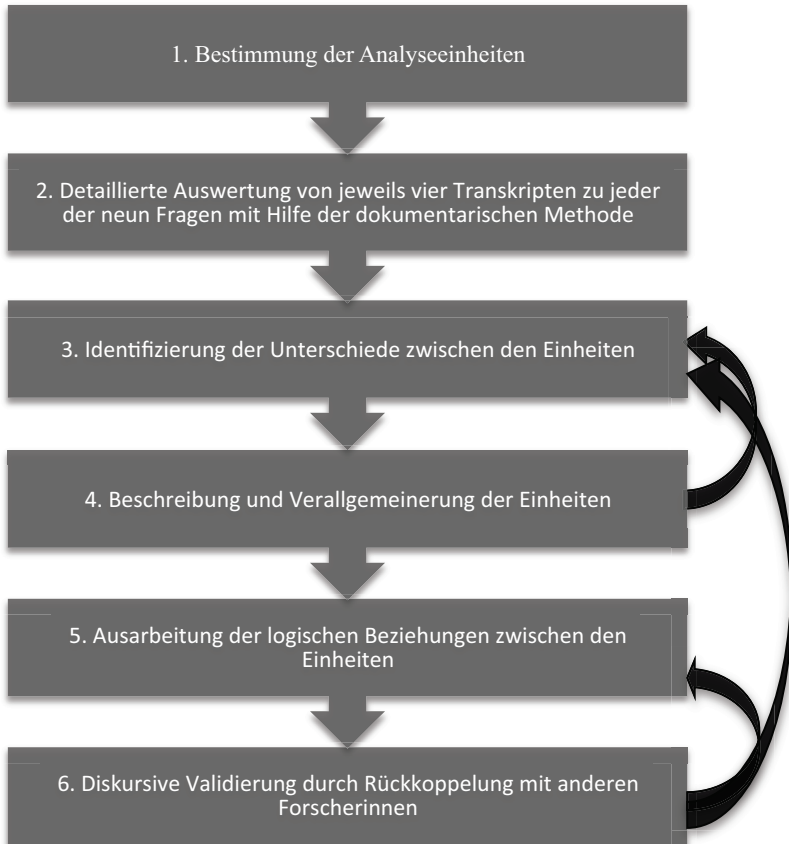 1. Bestimmung der Analyseeinheiten
2. Detaillierte Auswertung von jeweils vier Transkripten zu jeder
der neun Fragen mit Hilfe der dokumentarischen Methode
3. Identifizierung der Unterschiede zwischen den Einheiten
4. Beschreibung und Verallgemeinerung der Einheiten
5. Ausarbeitung der logischen Beziehungen zwischen den
Einheiten
6. Diskursive Validierung durch Rückkoppelung mit anderen
Forscherinnen